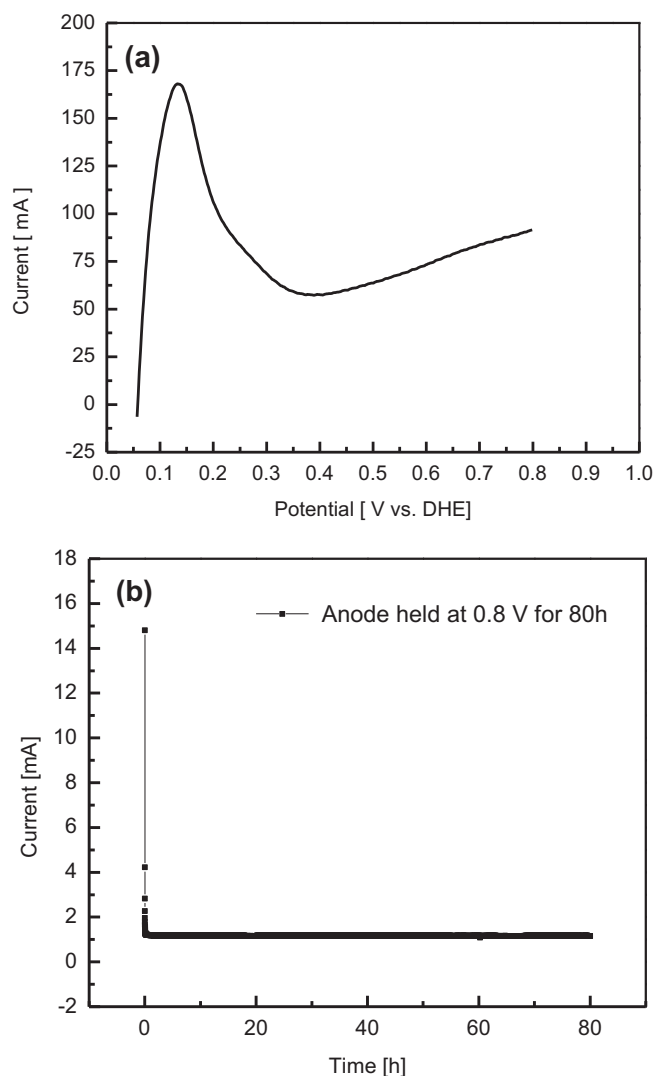 (a)
200
175
150
125
100
75
50
25
0
-25
Current [ mA ]
0.0 0.1 0.2 0.3 0.4 0.5 0.6 0.7 0.8 0.9 1.0
Potential [ V vs. DHE]
(b)
Anode held at 0.8 V for 80h
18
16
14
12
10
8
6
4
2
0
-2
Current [mA]
0 20 40 60 80
Time [h]